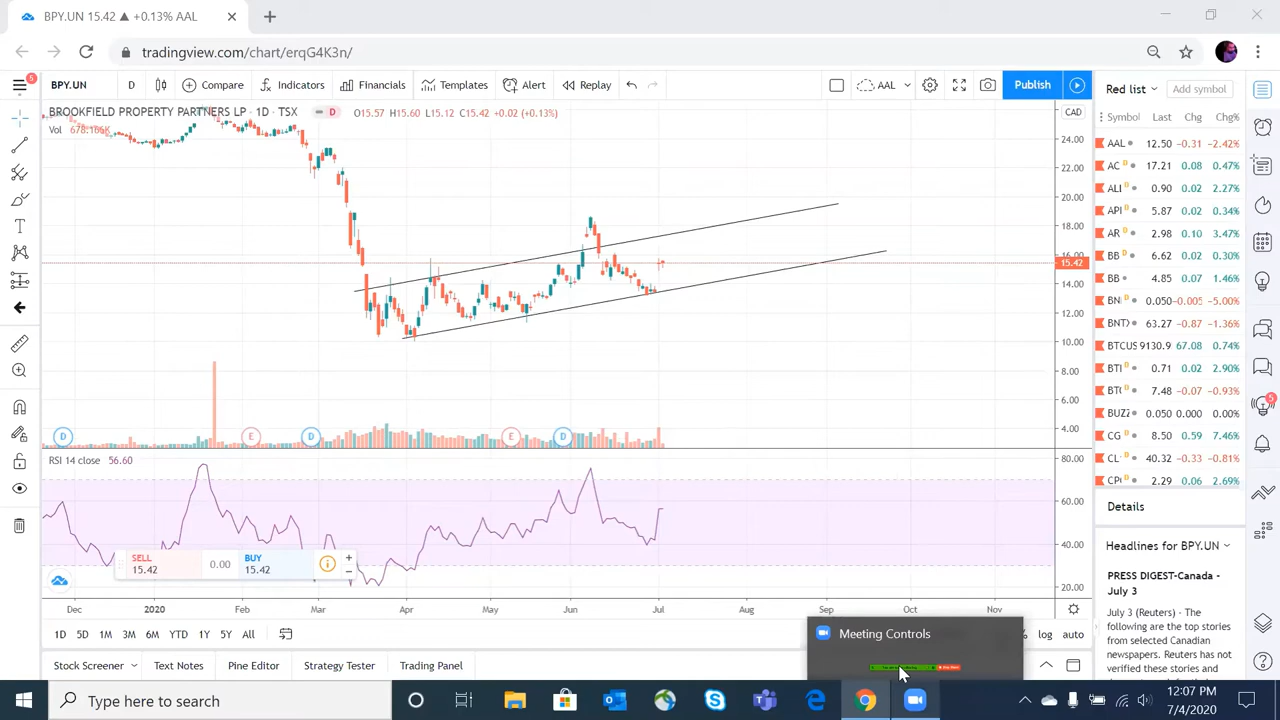 BPY.UN 15.42 ▲ +0.13% AAL
tradingview.com/chart/erqG4K3n/
5
BPY.UN D Compare Indicators Financials Templates Alert Replay AAL Publish
Red list Add symbol
BROOKFIELD PROPERTY PARTNERS LP · 1D · TSX D O15.57 H15.60 L15.12 C15.42 +0.02 (+0.13%)
Vol 678.166K
CAD
24.00
22.00
20.00
18.00
16.00
15.42
14.00
12.00
10.00
8.00
6.00
4.00
D E D E D
RSI 14 close 56.60
80.00
60.00
40.00
20.00
SELL
15.42
0.00
BUY
15.42
Dec 2020 Feb Mar Apr May Jun Jul Aug Sep Oct Nov
1D 5D 1M 3M 6M YTD 1Y 5Y All
% log auto
Meeting Controls
Stock Screener Text Notes Pine Editor Strategy Tester Trading Panel
Symbol Last Chg Chg%
AAL 12.50 −0.31 −2.42%
AC D 17.21 0.08 0.47%
ALI D 0.90 0.02 2.27%
API D 5.87 0.02 0.34%
AR D 2.98 0.10 3.47%
BB D 6.62 0.02 0.30%
BB 4.85 0.07 1.46%
BN D 0.050 −0.005 −5.00%
BNTX 63.27 −0.87 −1.36%
BTCUS 9130.9 67.08 0.74%
BTI D 0.71 0.02 2.90%
BTC D 7.48 −0.07 −0.93%
BUZZ 0.050 0.000 0.00%
CG D 8.50 0.59 7.46%
CL D 40.32 −0.33 −0.81%
CPI D 2.29 0.06 2.69%
5
Details
Headlines for BPY.UN
PRESS DIGEST-Canada -
July 3
July 3 (Reuters) - The
following are the top stories
from selected Canadian
newspapers. Reuters has
not verified these stories and
Type here to search
12:07 PM
7/4/2020